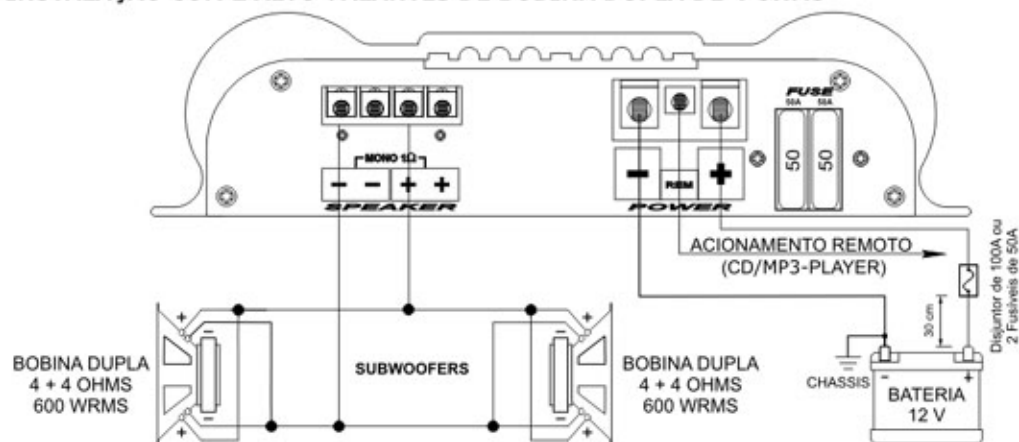 FUSE
50A 50A
50 50
MONO 1Ω
- - + +
SPEAKER
- REM +
POWER
ACIONAMENTO REMOTO
(CD/MP3-PLAYER)
Disjuntor de 100A ou
2 Fusíveis de 50A
30 cm
+ +
- -
BOBINA DUPLA
4 + 4 OHMS
600 WRMS
SUBWOOFERS
BOBINA DUPLA
4 + 4 OHMS
600 WRMS
- -
+ +
CHASSIS
- +
BATERIA
12 V